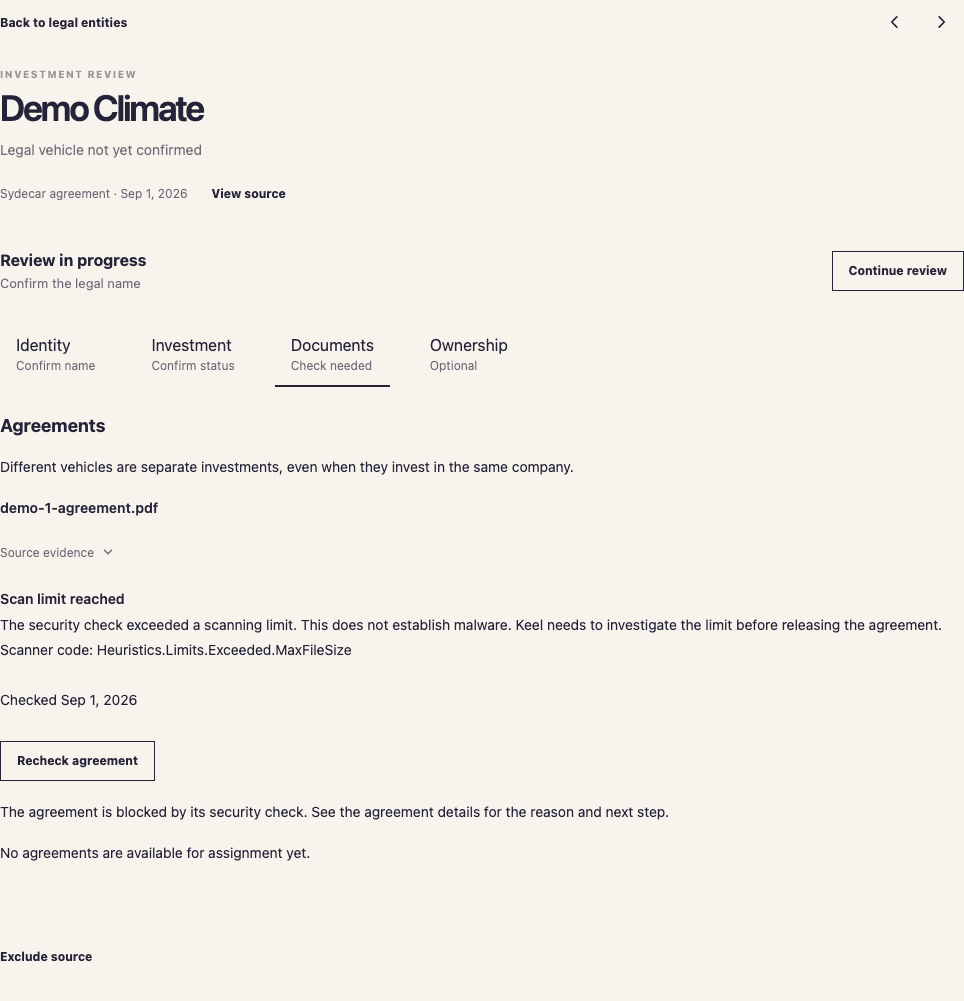 Back to legal entities
INVESTMENT REVIEW
Demo Climate
Legal vehicle not yet confirmed
Sydecar agreement · Sep 1, 2026 View source
Review in progress
Confirm the legal name
Continue review
Identity
Confirm name
Investment
Confirm status
Documents
Check needed
Ownership
Optional
Agreements
Different vehicles are separate investments, even when they invest in the same company.
demo-1-agreement.pdf
Source evidence
Scan limit reached
The security check exceeded a scanning limit. This does not establish malware. Keel needs to investigate the limit before releasing the agreement.
Scanner code: Heuristics.Limits.Exceeded.MaxFileSize
Checked Sep 1, 2026
Recheck agreement
The agreement is blocked by its security check. See the agreement details for the reason and next step.
No agreements are available for assignment yet.
Exclude source